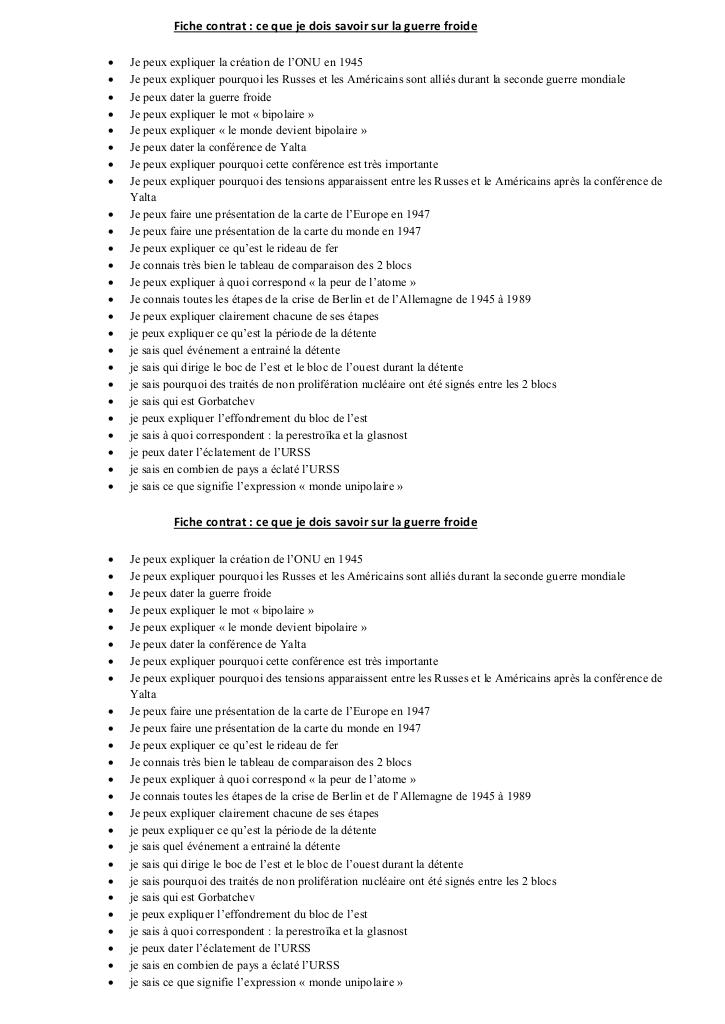 Fiche contrat : ce que je dois savoir sur la guerre froide
• Je peux expliquer la création de l'ONU en 1945
• Je peux expliquer pourquoi les Russes et les Américains sont alliés durant la seconde guerre mondiale
• Je peux dater la guerre froide
• Je peux expliquer le mot « bipolaire »
• Je peux expliquer « le monde devient bipolaire »
• Je peux dater la conférence de Yalta
• Je peux expliquer pourquoi cette conférence est très importante
• Je peux expliquer pourquoi des tensions apparaissent entre les Russes et le Américains après la conférence de
Yalta
• Je peux faire une présentation de la carte de l'Europe en 1947
• Je peux faire une présentation de la carte du monde en 1947
• Je peux expliquer ce qu'est le rideau de fer
• Je connais très bien le tableau de comparaison des 2 blocs
• Je peux expliquer à quoi correspond « la peur de l'atome »
• Je connais toutes les étapes de la crise de Berlin et de l'Allemagne de 1945 à 1989
• Je peux expliquer clairement chacune de ses étapes
• je peux expliquer ce qu'est la période de la détente
• je sais quel événement a entrainé la détente
• je sais qui dirige le boc de l'est et le bloc de l'ouest durant la détente
• je sais pourquoi des traités de non prolifération nucléaire ont été signés entre les 2 blocs
• je sais qui est Gorbatchev
• je peux expliquer l'effondrement du bloc de l'est
• je sais à quoi correspondent : la perestroïka et la glasnost
• je peux dater l'éclatement de l'URSS
• je sais en combien de pays a éclaté l'URSS
• je sais ce que signifie l'expression « monde unipolaire »
Fiche contrat : ce que je dois savoir sur la guerre froide
• Je peux expliquer la création de l'ONU en 1945
• Je peux expliquer pourquoi les Russes et les Américains sont alliés durant la seconde guerre mondiale
• Je peux dater la guerre froide
• Je peux expliquer le mot « bipolaire »
• Je peux expliquer « le monde devient bipolaire »
• Je peux dater la conférence de Yalta
• Je peux expliquer pourquoi cette conférence est très importante
• Je peux expliquer pourquoi des tensions apparaissent entre les Russes et le Américains après la conférence de
Yalta
• Je peux faire une présentation de la carte de l'Europe en 1947
• Je peux faire une présentation de la carte du monde en 1947
• Je peux expliquer ce qu'est le rideau de fer
• Je connais très bien le tableau de comparaison des 2 blocs
• Je peux expliquer à quoi correspond « la peur de l'atome »
• Je connais toutes les étapes de la crise de Berlin et de l'Allemagne de 1945 à 1989
• Je peux expliquer clairement chacune de ses étapes
• je peux expliquer ce qu'est la période de la détente
• je sais quel événement a entrainé la détente
• je sais qui dirige le boc de l'est et le bloc de l'ouest durant la détente
• je sais pourquoi des traités de non prolifération nucléaire ont été signés entre les 2 blocs
• je sais qui est Gorbatchev
• je peux expliquer l'effondrement du bloc de l'est
• je sais à quoi correspondent : la perestroïka et la glasnost
• je peux dater l'éclatement de l'URSS
• je sais en combien de pays a éclaté l'URSS
• je sais ce que signifie l'expression « monde unipolaire »